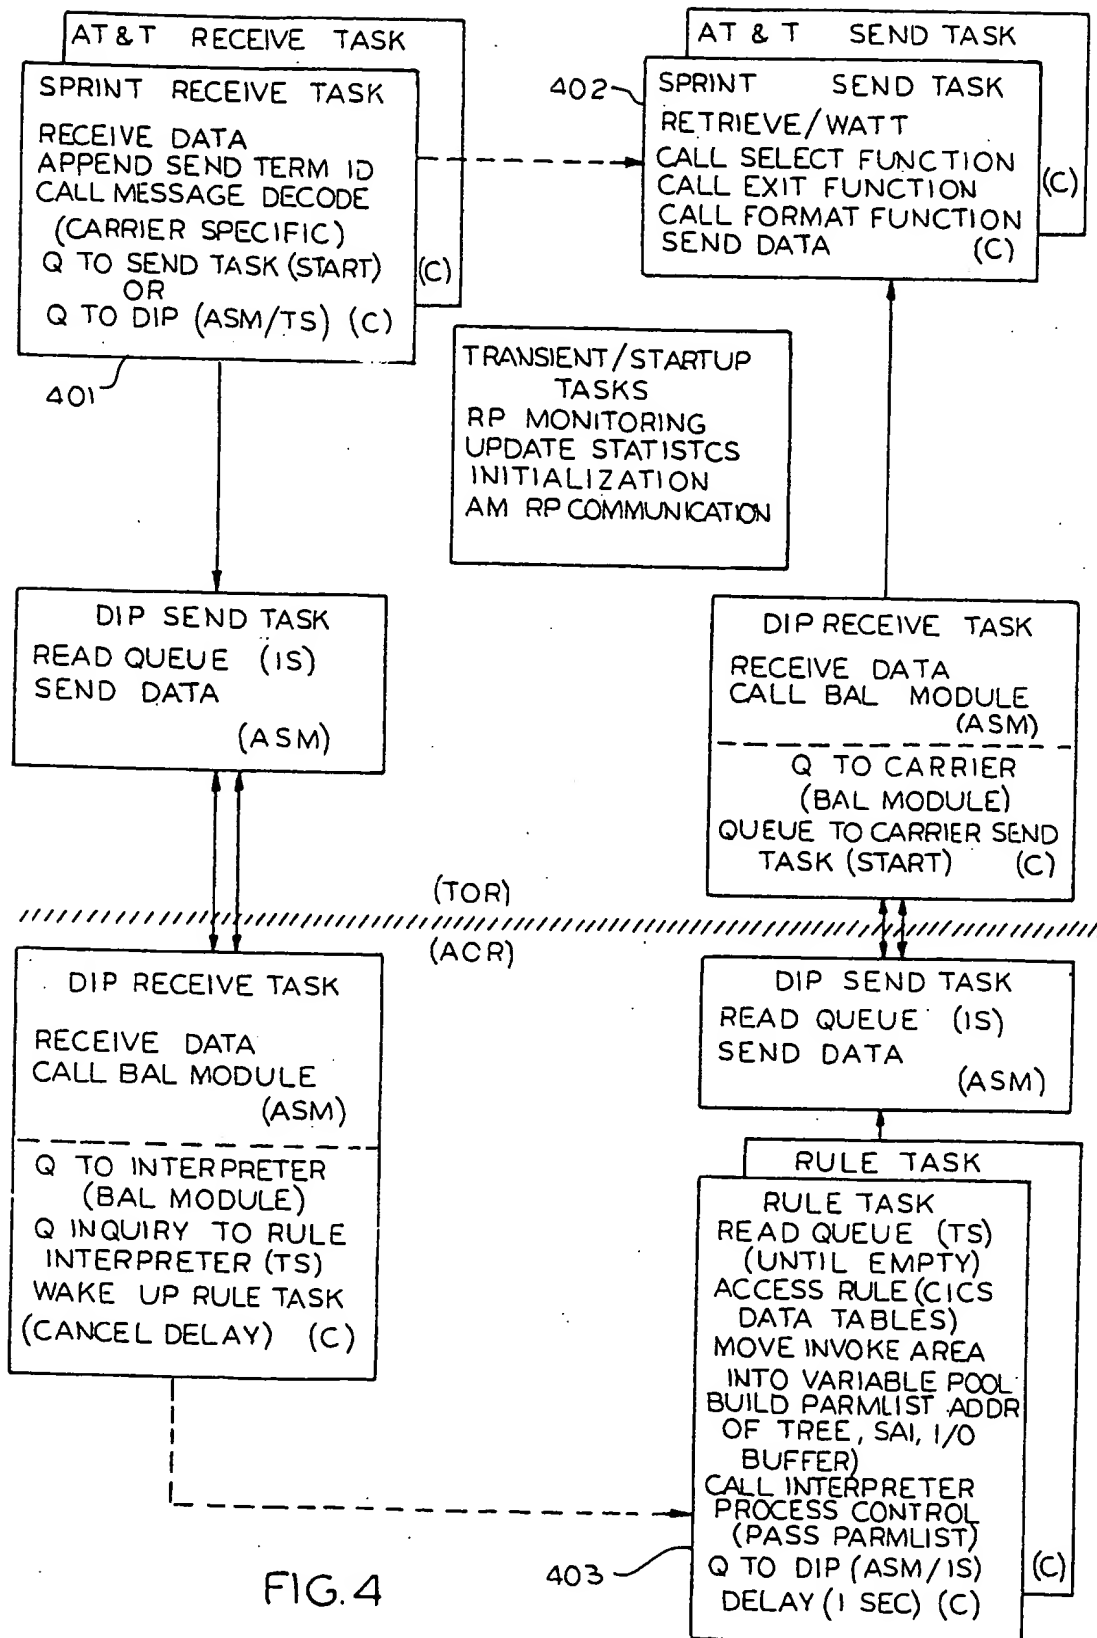 AT&T RECEIVE TASK
SPRINT RECEIVE TASK
RECEIVE DATA
APPEND SEND TERM ID
CALL MESSAGE DECODE
(CARRIER SPECIFIC)
Q TO SEND TASK (START)
OR
Q TO DIP (ASM/TS) (C)
(C)
401
AT & T SEND TASK
402
SPRINT SEND TASK
RETRIEVE/WATT
CALL SELECT FUNCTION
CALL EXIT FUNCTION
CALL FORMAT FUNCTION
SEND DATA (C)
(C)
TRANSIENT/STARTUP
TASKS
RP MONITORING
UPDATE STATISTCS
INITIALIZATION
AM RP COMMUNICATION
DIP SEND TASK
READ QUEUE (IS)
SEND DATA
(ASM)
DIP RECEIVE TASK
RECEIVE DATA
CALL BAL MODULE
(ASM)
Q TO CARRIER
(BAL MODULE)
QUEUE TO CARRIER SEND
TASK (START) (C)
(TOR)
(ACR)
DIP RECEIVE TASK
RECEIVE DATA
CALL BAL MODULE
(ASM)
Q TO INTERPRETER
(BAL MODULE)
Q INQUIRY TO RULE
INTERPRETER (TS)
WAKE UP RULE TASK
(CANCEL DELAY) (C)
DIP SEND TASK
READ QUEUE (IS)
SEND DATA
(ASM)
RULE TASK
RULE TASK
READ QUEUE (TS)
(UNTIL EMPTY)
ACCESS RULE (CICS
DATA TABLES)
MOVE INVOKE AREA
INTO VARIABLE POOL
BUILD PARMLIST ADDR
OF TREE, SAI, I/O
BUFFER)
CALL INTERPRETER
PROCESS CONTROL
(PASS PARMLIST)
Q TO DIP (ASM/IS)
DELAY (1 SEC) (C)
(C)
403
FIG. 4